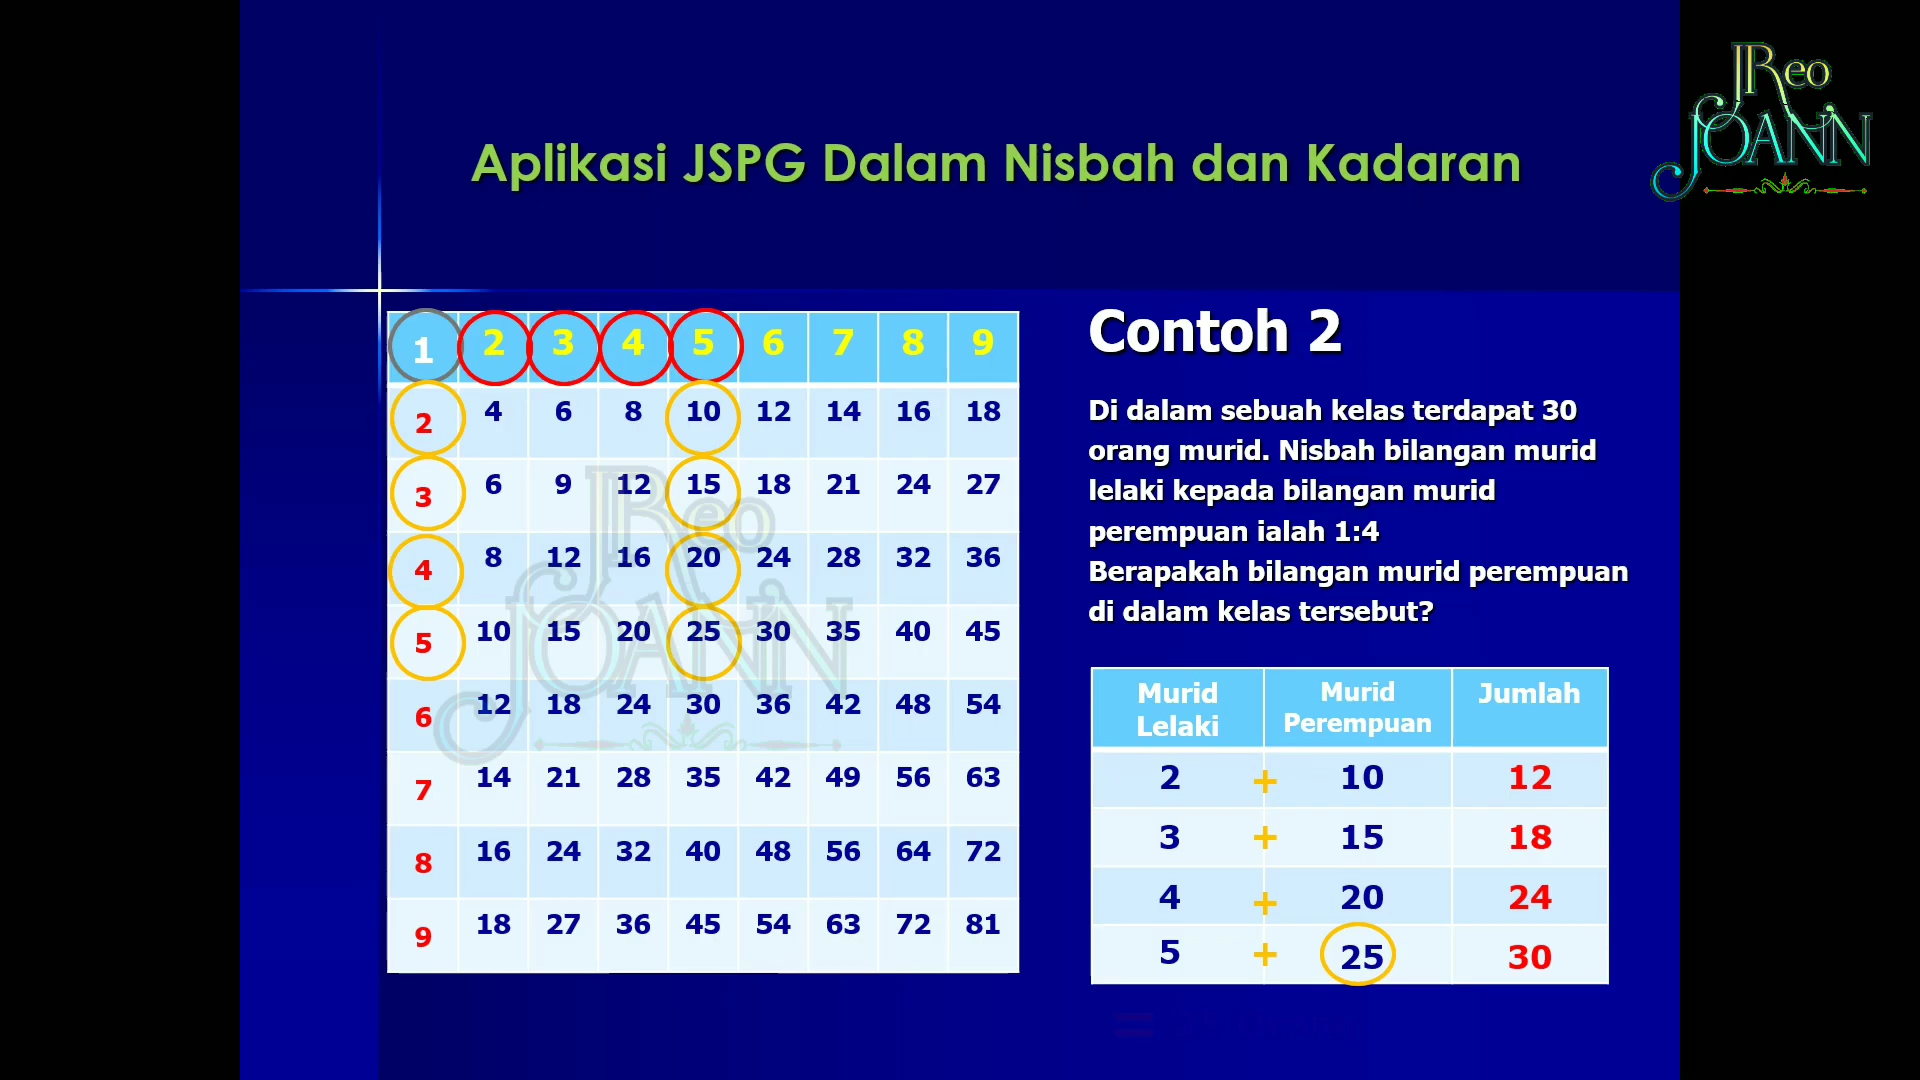 JReo
JOANN
Aplikasi JSPG Dalam Nisbah dan Kadaran
1 2 3 4 5 6 7 8 9
2 4 6 8 10 12 14 16 18
3 6 9 12 15 18 21 24 27
4 8 12 16 20 24 28 32 36
5 10 15 20 25 30 35 40 45
6 12 18 24 30 36 42 48 54
7 14 21 28 35 42 49 56 63
8 16 24 32 40 48 56 64 72
9 18 27 36 45 54 63 72 81
JReo
JOANN
Contoh 2
Di dalam sebuah kelas terdapat 30
orang murid. Nisbah bilangan murid
lelaki kepada bilangan murid
perempuan ialah 1:4
Berapakah bilangan murid perempuan
di dalam kelas tersebut?
Murid Lelaki Murid Perempuan Jumlah
2 + 10 12
3 + 15 18
4 + 20 24
5 + 25 30